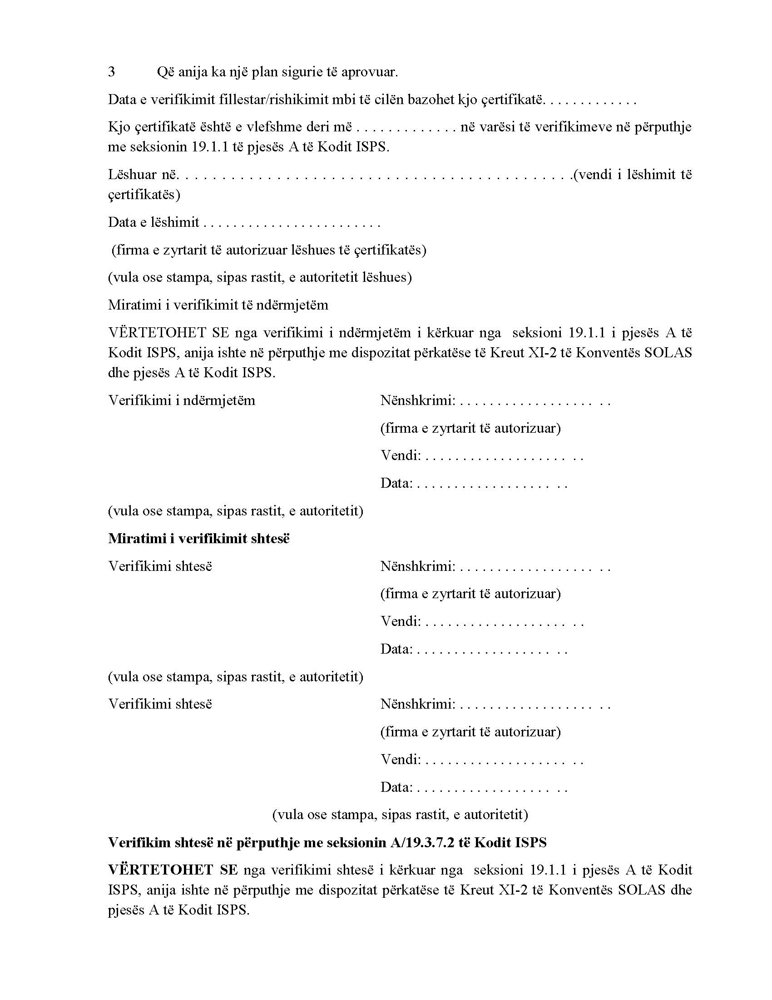 3 Që anija ka një plan sigurie të aprovuar.
Data e verifikimit fillestar/rishikimit mbi të cilën bazohet kjo çertifikatë. . . . . . . . . . . . .
Kjo çertifikatë është e vlefshme deri më . . . . . . . . . . . . . në varësi të verifikimeve në përputhje
me seksionin 19.1.1 të pjesës A të Kodit ISPS.
Lëshuar në. . . . . . . . . . . . . . . . . . . . . . . . . . . . . . . . . . . . . . . . . . . .(vendi i lëshimit të
çertifikatës)
Data e lëshimit . . . . . . . . . . . . . . . . . . . . . . . .
(firma e zyrtarit të autorizuar lëshues të çertifikatës)
(vula ose stampa, sipas rastit, e autoritetit lëshues)
Miratimi i verifikimit të ndërmjetëm
VËRTETOHET SE nga verifikimi i ndërmjetëm i kërkuar nga seksioni 19.1.1 i pjesës A të
Kodit ISPS, anija ishte në përputhje me dispozitat përkatëse të Kreut XI-2 të Konventës SOLAS
dhe pjesës A të Kodit ISPS.
Verifikimi i ndërmjetëm Nënshkrimi: . . . . . . . . . . . . . . . . . . . .
(firma e zyrtarit të autorizuar)
Vendi: . . . . . . . . . . . . . . . . . . . . .
Data: . . . . . . . . . . . . . . . . . . . .
(vula ose stampa, sipas rastit, e autoritetit)
Miratimi i verifikimit shtesë
Verifikimi shtesë Nënshkrimi: . . . . . . . . . . . . . . . . . . . .
(firma e zyrtarit të autorizuar)
Vendi: . . . . . . . . . . . . . . . . . . . . .
Data: . . . . . . . . . . . . . . . . . . . .
(vula ose stampa, sipas rastit, e autoritetit)
Verifikimi shtesë Nënshkrimi: . . . . . . . . . . . . . . . . . . . .
(firma e zyrtarit të autorizuar)
Vendi: . . . . . . . . . . . . . . . . . . . . .
Data: . . . . . . . . . . . . . . . . . . . .
(vula ose stampa, sipas rastit, e autoritetit)
Verifikim shtesë në përputhje me seksionin A/19.3.7.2 të Kodit ISPS
VËRTETOHET SE nga verifikimi shtesë i kërkuar nga seksioni 19.1.1 i pjesës A të Kodit
ISPS, anija ishte në përputhje me dispozitat përkatëse të Kreut XI-2 të Konventës SOLAS dhe
pjesës A të Kodit ISPS.